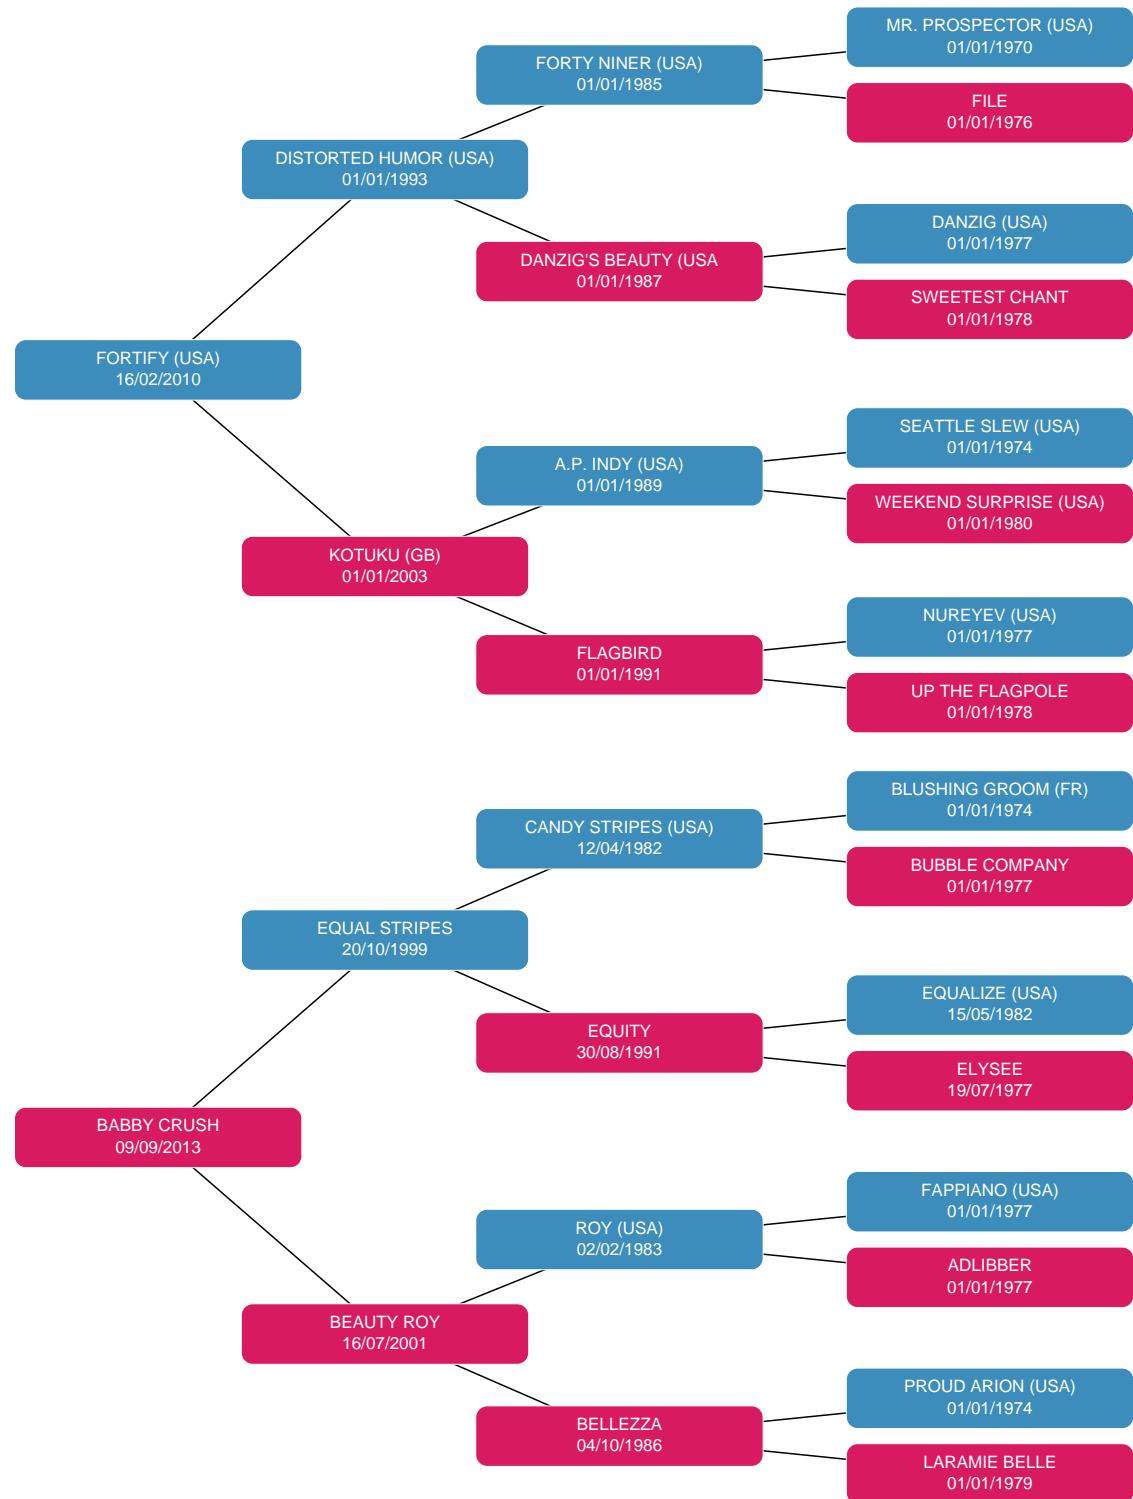 MR. PROSPECTOR (USA)
01/01/1970
FORTY NINER (USA)
01/01/1985
FILE
01/01/1976
DISTORTED HUMOR (USA)
01/01/1993
DANZIG (USA)
01/01/1977
DANZIG'S BEAUTY (USA
01/01/1987
SWEETEST CHANT
01/01/1978
FORTIFY (USA)
16/02/2010
SEATTLE SLEW (USA)
01/01/1974
A.P. INDY (USA)
01/01/1989
WEEKEND SURPRISE (USA)
01/01/1980
KOTUKU (GB)
01/01/2003
NUREYEV (USA)
01/01/1977
FLAGBIRD
01/01/1991
UP THE FLAGPOLE
01/01/1978
BLUSHING GROOM (FR)
01/01/1974
CANDY STRIPES (USA)
12/04/1982
BUBBLE COMPANY
01/01/1977
EQUAL STRIPES
20/10/1999
EQUALIZE (USA)
15/05/1982
EQUITY
30/08/1991
ELYSEE
19/07/1977
BABBY CRUSH
09/09/2013
FAPPIANO (USA)
01/01/1977
ROY (USA)
02/02/1983
ADLIBBER
01/01/1977
BEAUTY ROY
16/07/2001
PROUD ARION (USA)
01/01/1974
BELLEZZA
04/10/1986
LARAMIE BELLE
01/01/1979